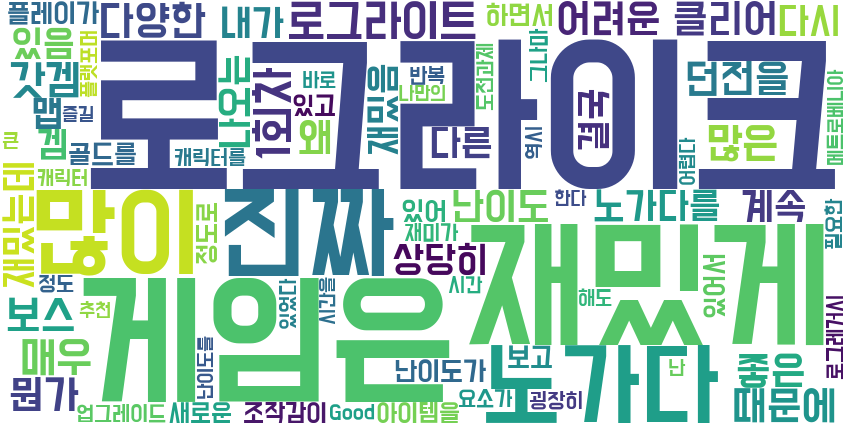 플레이가
다양한
내가
로그라이트
하면서
어려운
클리어
다시
있음
플랫포머
갓겜
맵
즐길
나오는
1회차
바로
있고
왜
재밌음
반복
나만의
도전과제
그나마
다른
역시
결국
던전을
많은
어렵다
메트로베니아
로그라이크
큰
겜
골드를
캐릭터를
캐릭터
재밌는데
많이
정도로
진짜
있어
재미가
난이도
한다
노가다를
계속
필요한
상당히
게임은
재밌게
정도
추천
보스
매우
뭔가
있었다
시간을
시간
해도
있어서
난이도를
난이도가
보고
노가다
난
좋은
때문에
로그레거시
업그레이드
새로운
조작감이
Good
아이템을
요소가
굉장히